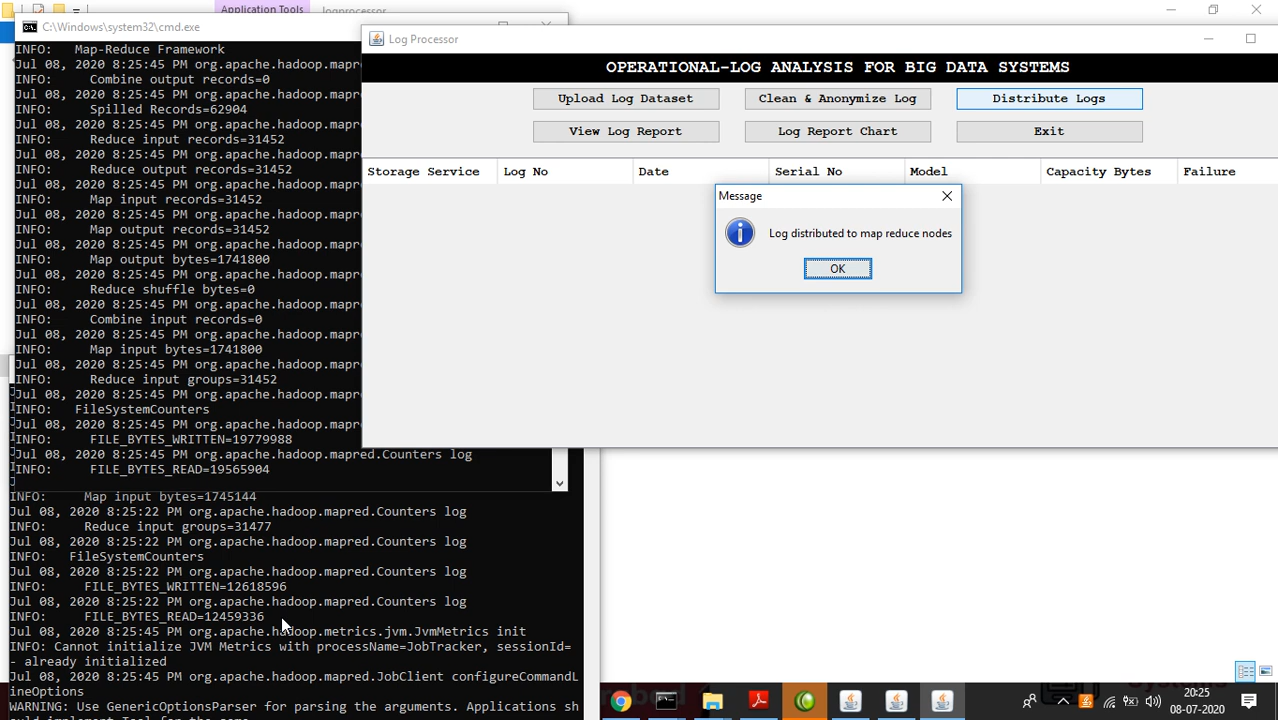 Application Tools
logprocessor
C:\Windows\system32\cmd.exe
INFO:   Map-Reduce Framework
Jul 08, 2020 8:25:45 PM org.apache.hadoop.mapr
INFO:     Combine output records=0
Jul 08, 2020 8:25:45 PM org.apache.hadoop.mapr
INFO:     Spilled Records=62904
Jul 08, 2020 8:25:45 PM org.apache.hadoop.mapr
INFO:     Reduce input records=31452
Jul 08, 2020 8:25:45 PM org.apache.hadoop.mapr
INFO:     Reduce output records=31452
Jul 08, 2020 8:25:45 PM org.apache.hadoop.mapr
INFO:     Map input records=31452
Jul 08, 2020 8:25:45 PM org.apache.hadoop.mapr
INFO:     Map output records=31452
Jul 08, 2020 8:25:45 PM org.apache.hadoop.mapr
INFO:     Map output bytes=1741800
Jul 08, 2020 8:25:45 PM org.apache.hadoop.mapr
INFO:     Reduce shuffle bytes=0
Jul 08, 2020 8:25:45 PM org.apache.hadoop.mapr
INFO:     Combine input records=0
Jul 08, 2020 8:25:45 PM org.apache.hadoop.mapr
INFO:     Map input bytes=1741800
Jul 08, 2020 8:25:45 PM org.apache.hadoop.mapr
INFO:     Reduce input groups=31452
Jul 08, 2020 8:25:45 PM org.apache.hadoop.mapr
INFO:   FileSystemCounters
Jul 08, 2020 8:25:45 PM org.apache.hadoop.mapr
INFO:     FILE_BYTES_WRITTEN=19779988
Jul 08, 2020 8:25:45 PM org.apache.hadoop.mapred.Counters log
INFO:     FILE_BYTES_READ=19565904
INFO:     Map input bytes=1745144
Jul 08, 2020 8:25:22 PM org.apache.hadoop.mapred.Counters log
INFO:     Reduce input groups=31477
Jul 08, 2020 8:25:22 PM org.apache.hadoop.mapred.Counters log
INFO:   FileSystemCounters
Jul 08, 2020 8:25:22 PM org.apache.hadoop.mapred.Counters log
INFO:     FILE_BYTES_WRITTEN=12618596
Jul 08, 2020 8:25:22 PM org.apache.hadoop.mapred.Counters log
INFO:     FILE_BYTES_READ=12459336
Jul 08, 2020 8:25:45 PM org.apache.hadoop.metrics.jvm.JvmMetrics init
INFO: Cannot initialize JVM Metrics with processName=JobTracker, sessionId=
- already initialized
Jul 08, 2020 8:25:45 PM org.apache.hadoop.mapred.JobClient configureCommandL
ineOptions
WARNING: Use GenericOptionsParser for parsing the arguments. Applications sh
Log Processor
OPERATIONAL-LOG ANALYSIS FOR BIG DATA SYSTEMS
Upload Log Dataset Clean & Anonymize Log Distribute Logs
View Log Report Log Report Chart Exit
Storage Service Log No Date Serial No Model Capacity Bytes Failure
Message
Log distributed to map reduce nodes
OK
20:25
08-07-2020